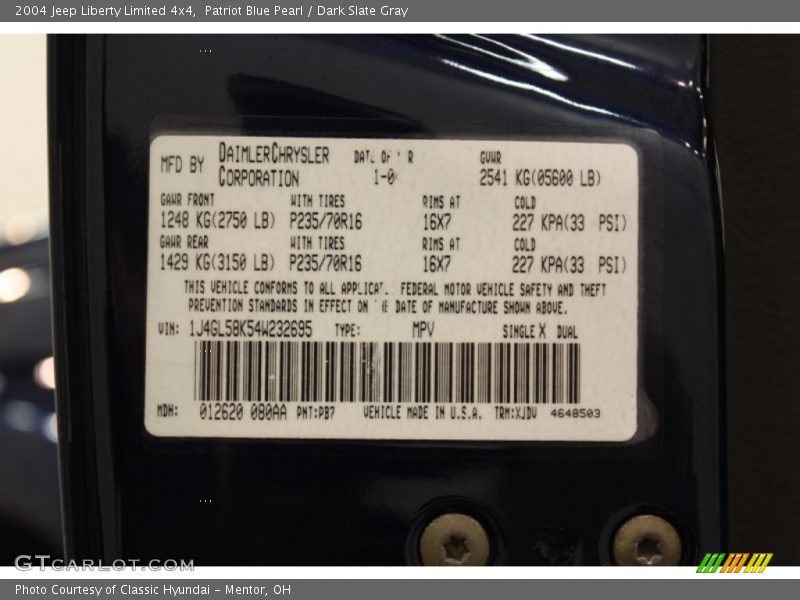 2004 Jeep Liberty Limited 4x4,  Patriot Blue Pearl / Dark Slate Gray
MFD BY DAIMLERCHRYSLER CORPORATION GVWR 2541 KG(05600 LB)
GAWR FRONT WITH TIRES RIMS AT COLD
1248 KG(2750 LB) P235/70R16 16X7 227 KPA(33 PSI)
GAWR REAR WITH TIRES RIMS AT COLD
1429 KG(3150 LB) P235/70R16 16X7 227 KPA(33 PSI)
THIS VEHICLE CONFORMS TO ALL FEDERAL MOTOR VEHICLE SAFETY AND THEFT
PREVENTION STANDARDS IN EFFECT ON DATE OF MANUFACTURE SHOWN ABOVE.
VIN: 1J4GL58K54W232695 TYPE: MPV SINGLE X DUAL
MDH: 012620 080AA PNT:PB7 VEHICLE MADE IN U.S.A. TRM:XJDV 4648503
GTCARLOT.COM
Photo Courtesy of Classic Hyundai - Mentor, OH